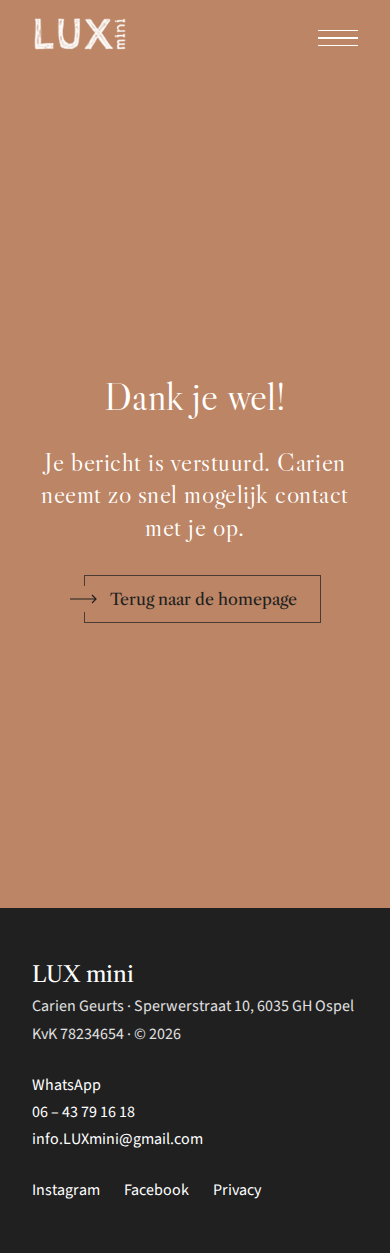 LUX mini
Dank je wel!
Je bericht is verstuurd. Carien
neemt zo snel mogelijk contact
met je op.
Terug naar de homepage
LUX mini
Carien Geurts · Sperwerstraat 10, 6035 GH Ospel
KvK 78234654 · © 2026
WhatsApp
06 – 43 79 16 18
info.LUXmini@gmail.com
Instagram Facebook Privacy